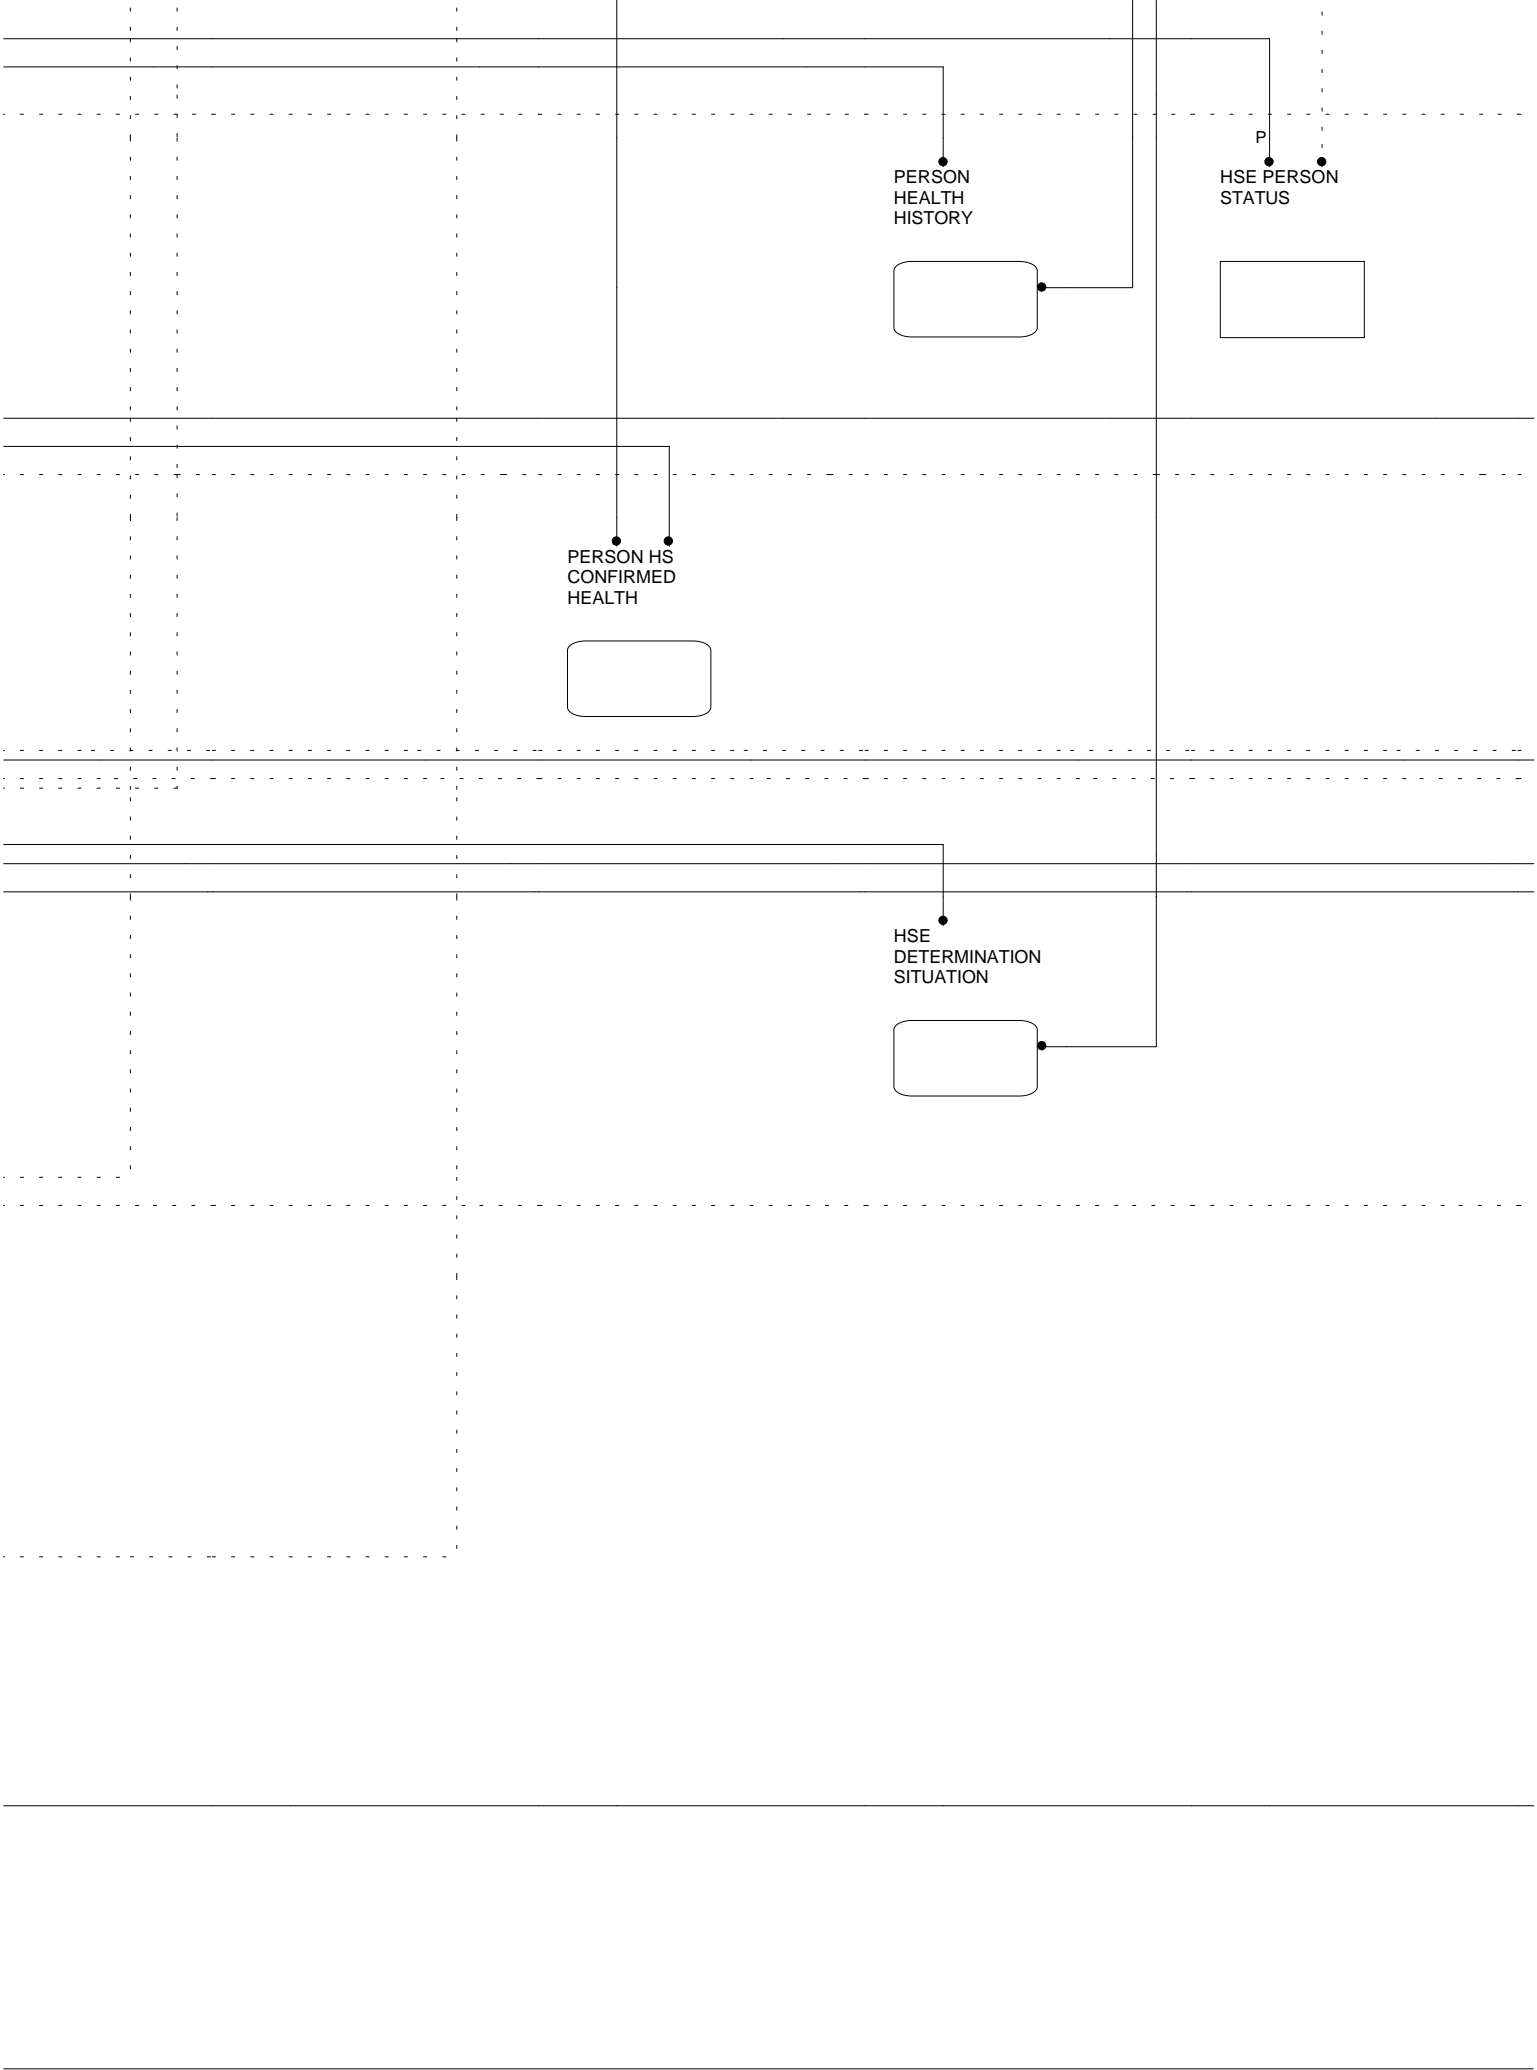 P
PERSON
HEALTH
HISTORY
HSE PERSON
STATUS
PERSON HS
CONFIRMED
HEALTH
HSE
DETERMINATION
SITUATION